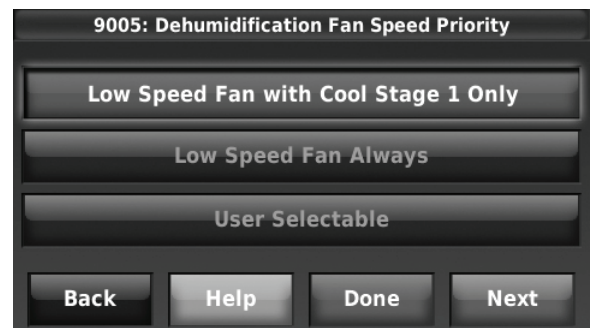 9005: Dehumidification Fan Speed Priority
Low Speed Fan with Cool Stage 1 Only
Low Speed Fan Always
User Selectable
Back Help Done Next